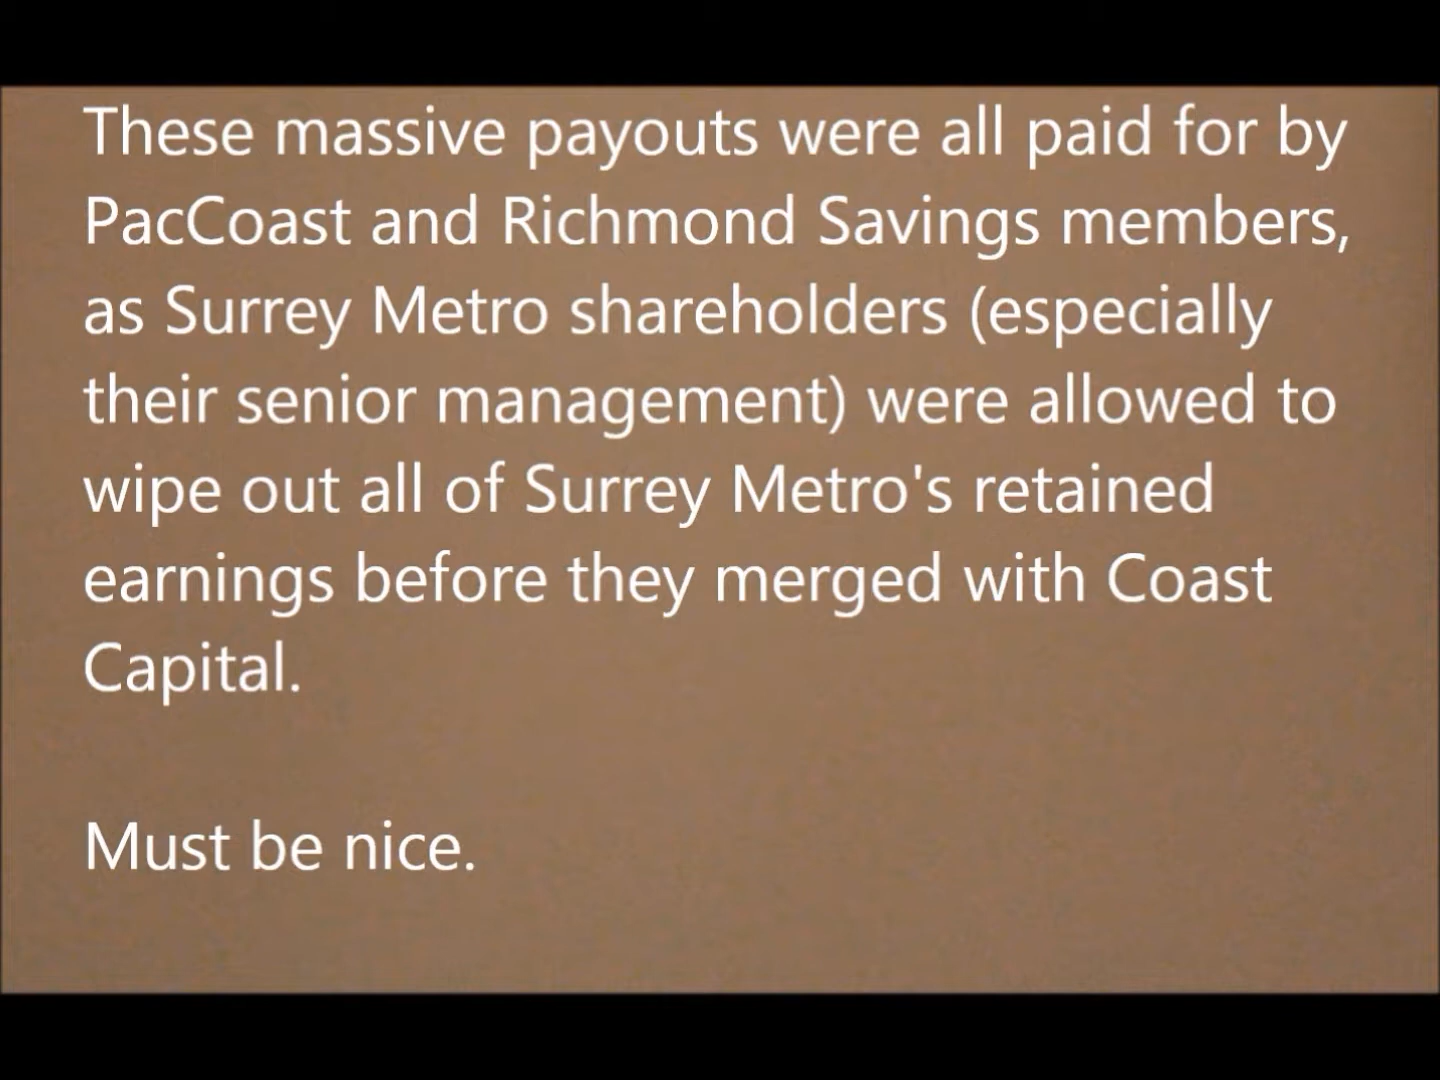 These massive payouts were all paid for by
PacCoast and Richmond Savings members,
as Surrey Metro shareholders (especially
their senior management) were allowed to
wipe out all of Surrey Metro's retained
earnings before they merged with Coast
Capital.
Must be nice.